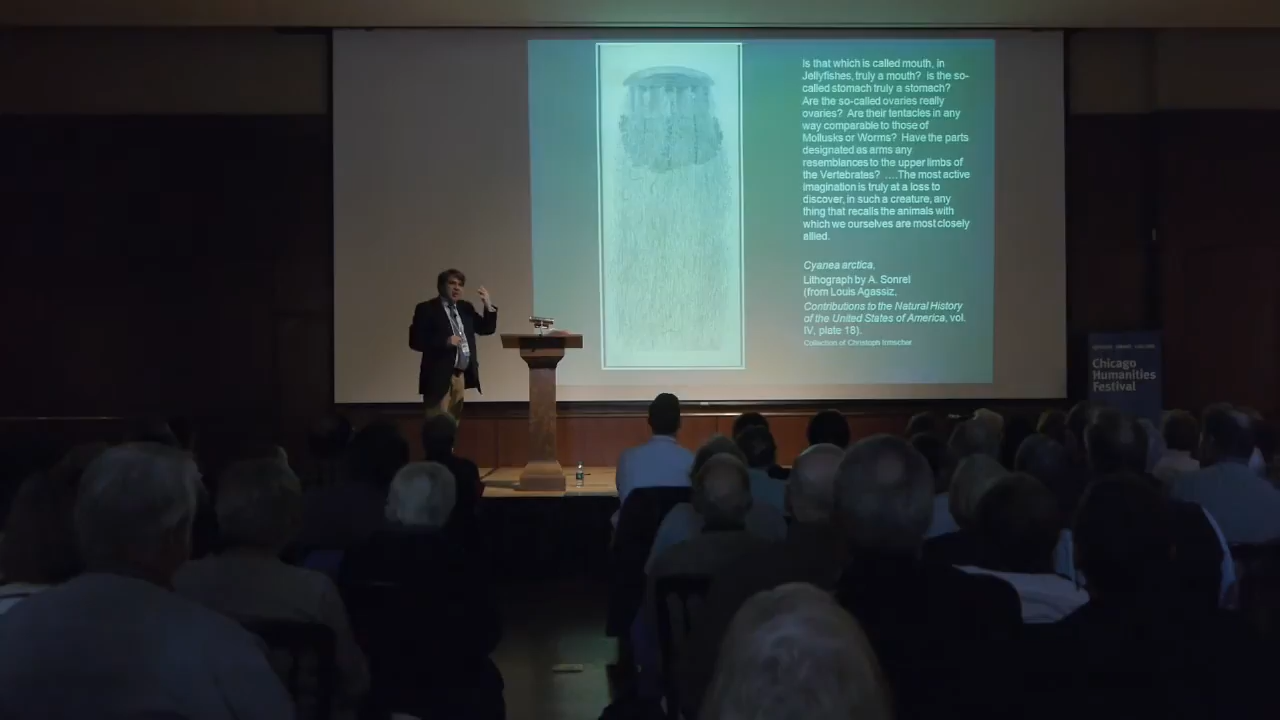 Is that which is called mouth, in
Jellyfishes, truly a mouth? is the so-
called stomach truly a stomach?
Are the so-called ovaries really
ovaries? Are their tentacles in any
way comparable to those of
Mollusks or Worms? Have the parts
designated as arms any
resemblances to the upper limbs of
the Vertebrates? ....The most active
imagination is truly at a loss to
discover, in such a creature, any
thing that recalls the animals with
which we ourselves are most closely
allied.
Cyanea arctica,
Lithograph by A. Sonrel
(from Louis Agassiz,
Contributions to the Natural History
of the United States of America, vol.
IV, plate 18).
Collection of Christoph Irmscher
Chicago
Humanities
Festival